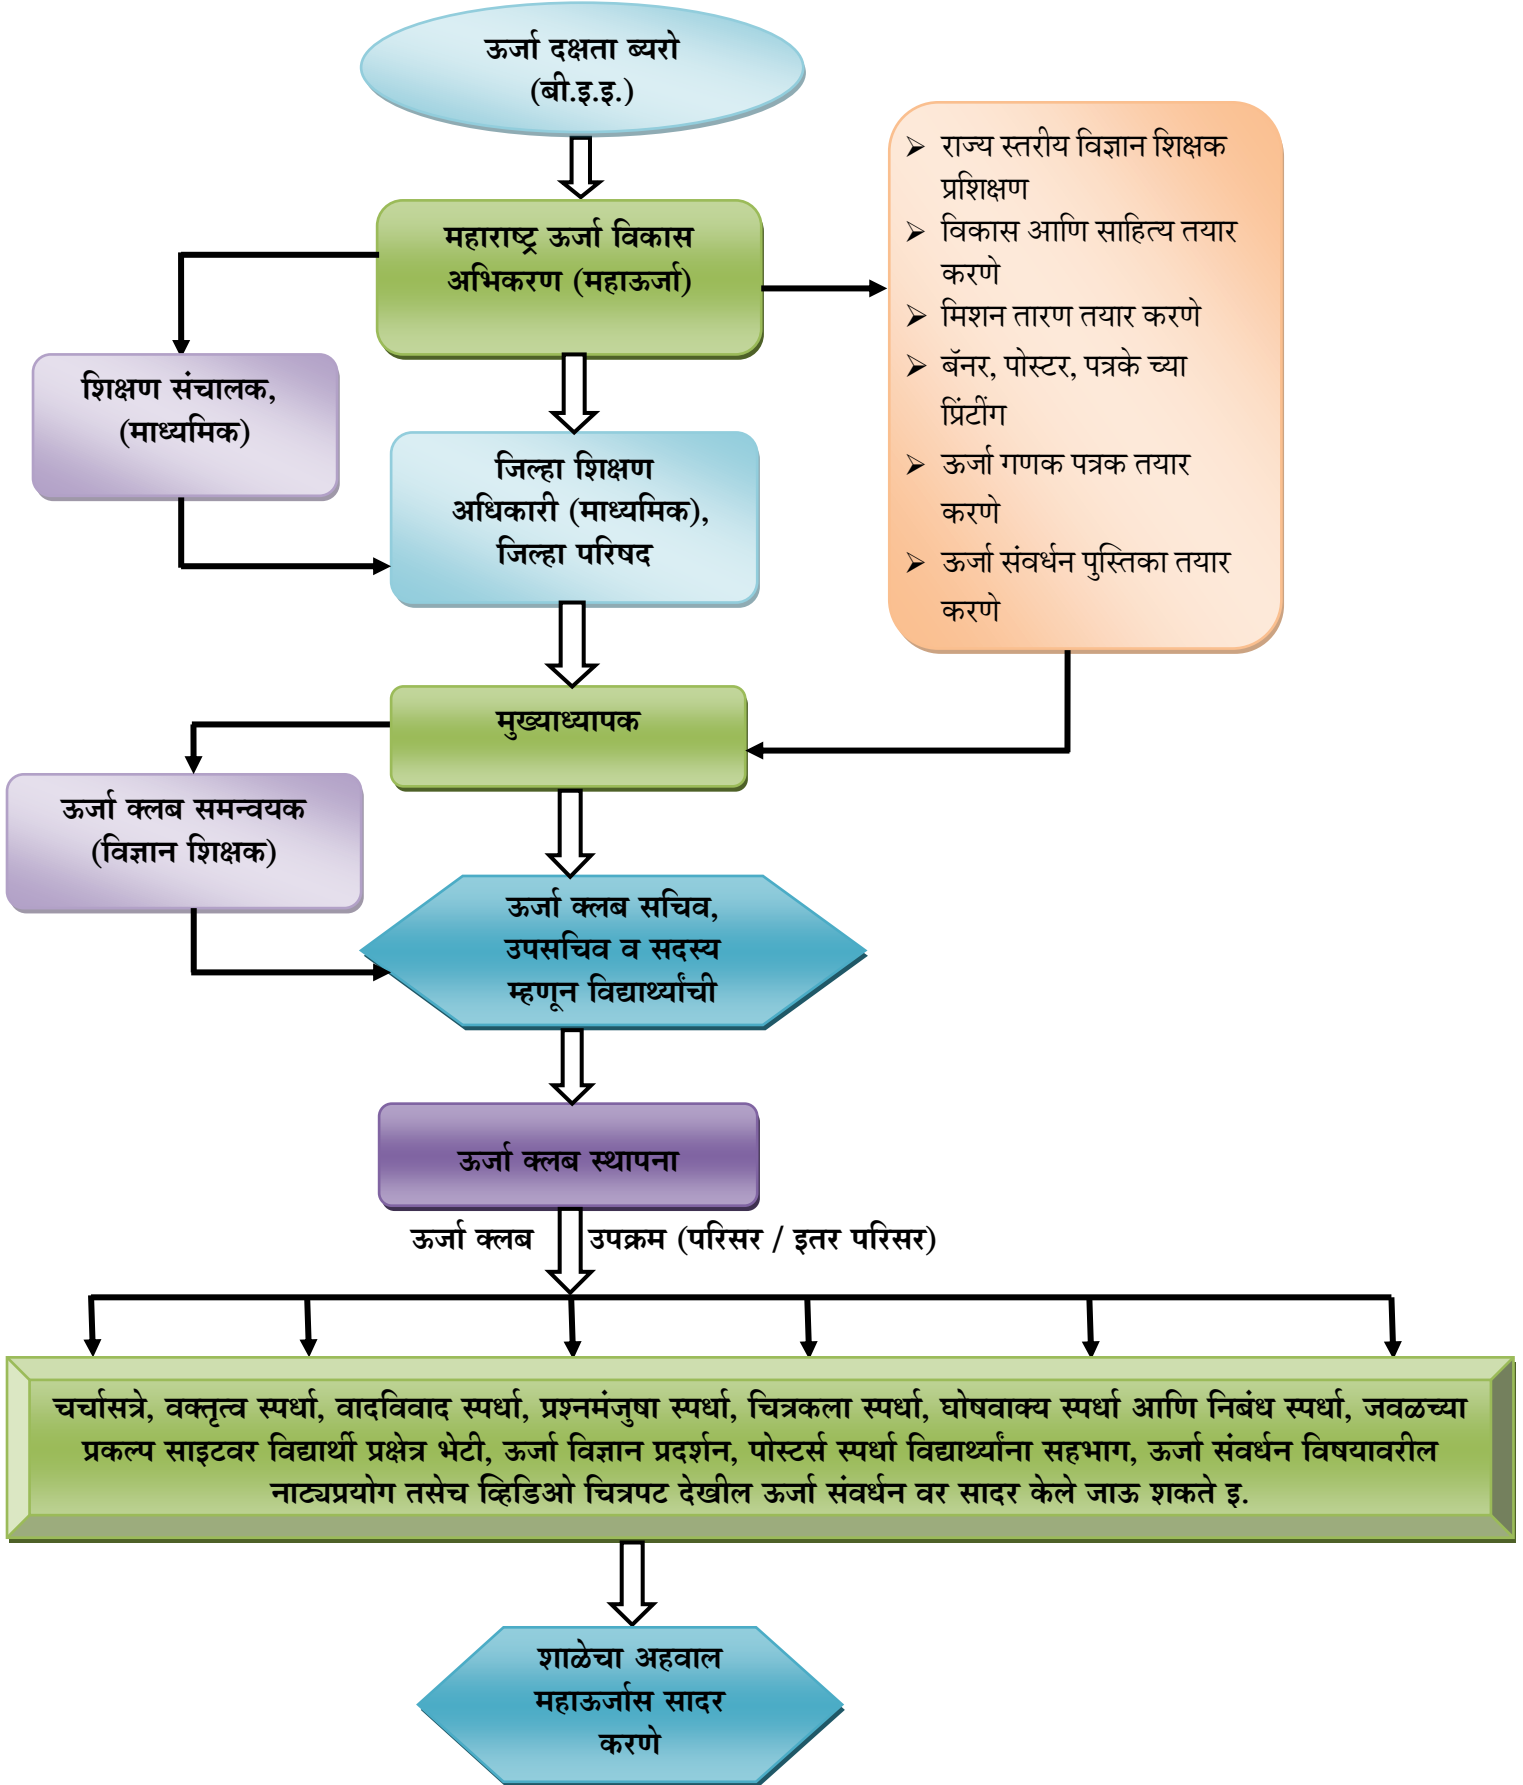 ऊर्जा दक्षता ब्यरो
(बी.इ.इ.)
महाराष्ट्र ऊर्जा विकास
अभिकरण (महाऊर्जा)
➢ राज्य स्तरीय विज्ञान शिक्षक
प्रशिक्षण
➢ विकास आणि साहित्य तयार
करणे
➢ मिशन तारण तयार करणे
➢ बॅनर, पोस्टर, पत्रके च्या
प्रिंटींग
➢ ऊर्जा गणक पत्रक तयार
करणे
➢ ऊर्जा संवर्धन पुस्तिका तयार
करणे
शिक्षण संचालक,
(माध्यमिक)
जिल्हा शिक्षण
अधिकारी (माध्यमिक),
जिल्हा परिषद
मुख्याध्यापक
ऊर्जा क्लब समन्वयक
(विज्ञान शिक्षक)
ऊर्जा क्लब सचिव,
उपसचिव व सदस्य
म्हणून विद्यार्थ्यांची
ऊर्जा क्लब स्थापना
ऊर्जा क्लब उपक्रम (परिसर / इतर परिसर)
चर्चासत्रे, वक्तृत्व स्पर्धा, वादविवाद स्पर्धा, प्रश्नमंजुषा स्पर्धा, चित्रकला स्पर्धा, घोषवाक्य स्पर्धा आणि निबंध स्पर्धा, जवळच्या
प्रकल्प साइटवर विद्यार्थी प्रक्षेत्र भेटी, ऊर्जा विज्ञान प्रदर्शन, पोस्टर्स स्पर्धा विद्यार्थ्यांना सहभाग, ऊर्जा संवर्धन विषयावरील
नाट्यप्रयोग तसेच व्हिडिओ चित्रपट देखील ऊर्जा संवर्धन वर सादर केले जाऊ शकते इ.
शाळेचा अहवाल
महाऊर्जास सादर
करणे